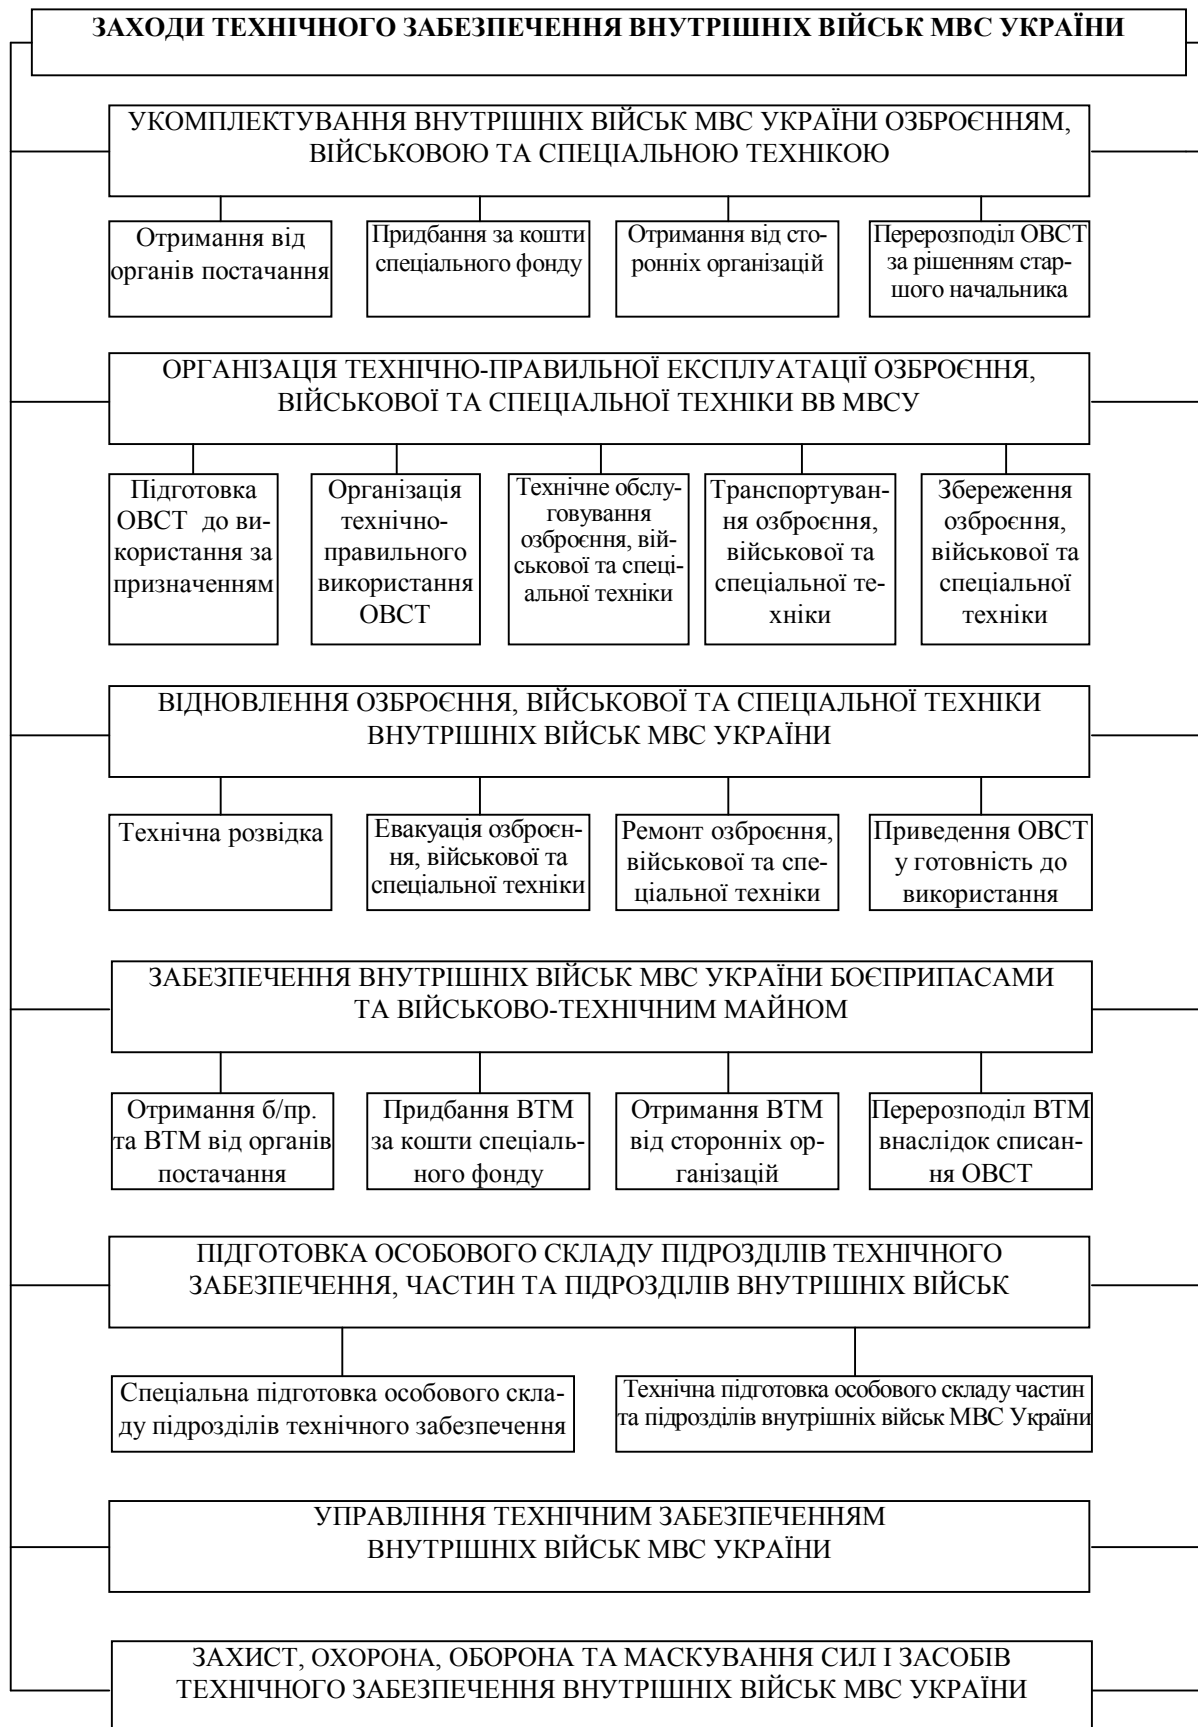 ЗАХОДИ ТЕХНІЧНОГО ЗАБЕЗПЕЧЕННЯ ВНУТРІШНІХ ВІЙСЬК МВС УКРАЇНИ
УКОМПЛЕКТУВАННЯ ВНУТРІШНІХ ВІЙСЬК МВС УКРАЇНИ ОЗБРОЄННЯМ,
ВІЙСЬКОВОЮ ТА СПЕЦІАЛЬНОЮ ТЕХНІКОЮ
Отримання від
органів постачання
Придбання за кошти
спеціального фонду
Отримання від сто-
ронніх організацій
Перерозподіл ОВСТ
за рішенням стар-
шого начальника
ОРГАНІЗАЦІЯ ТЕХНІЧНО-ПРАВИЛЬНОЇ ЕКСПЛУАТАЦІЇ ОЗБРОЄННЯ,
ВІЙСЬКОВОЇ ТА СПЕЦІАЛЬНОЇ ТЕХНІКИ ВВ МВСУ
Підготовка
ОВСТ до ви-
користання за
призначенням
Організація
технічно-
правильного
використання
ОВСТ
Технічне обслу-
говування
озброєння, вій-
ськової та спеці-
альної техніки
Транспортуван-
ня озброєння,
військової та
спеціальної те-
хніки
Збереження
озброєння,
військової та
спеціальної
техніки
ВІДНОВЛЕННЯ ОЗБРОЄННЯ, ВІЙСЬКОВОЇ ТА СПЕЦІАЛЬНОЇ ТЕХНІКИ
ВНУТРІШНІХ ВІЙСЬК МВС УКРАЇНИ
Технічна розвідка
Евакуація озброєн-
ня, військової та
спеціальної техніки
Ремонт озброєння,
військової та спе-
ціальної техніки
Приведення ОВСТ
у готовність до
використання
ЗАБЕЗПЕЧЕННЯ ВНУТРІШНІХ ВІЙСЬК МВС УКРАЇНИ БОЄПРИПАСАМИ
ТА ВІЙСЬКОВО-ТЕХНІЧНИМ МАЙНОМ
Отримання б/пр.
та ВТМ від органів
постачання
Придбання ВТМ
за кошти спеціаль-
ного фонду
Отримання ВТМ
від сторонніх ор-
ганізацій
Перерозподіл ВТМ
внаслідок списан-
ня ОВСТ
ПІДГОТОВКА ОСОБОВОГО СКЛАДУ ПІДРОЗДІЛІВ ТЕХНІЧНОГО
ЗАБЕЗПЕЧЕННЯ, ЧАСТИН ТА ПІДРОЗДІЛІВ ВНУТРІШНІХ ВІЙСЬК
Спеціальна підготовка особового скла-
ду підрозділів технічного забезпечення
Технічна підготовка особового складу частин
та підрозділів внутрішніх військ МВС України
УПРАВЛІННЯ ТЕХНІЧНИМ ЗАБЕЗПЕЧЕННЯМ
ВНУТРІШНІХ ВІЙСЬК МВС УКРАЇНИ
ЗАХИСТ, ОХОРОНА, ОБОРОНА ТА МАСКУВАННЯ СИЛ І ЗАСОБІВ
ТЕХНІЧНОГО ЗАБЕЗПЕЧЕННЯ ВНУТРІШНІХ ВІЙСЬК МВС УКРАЇНИ